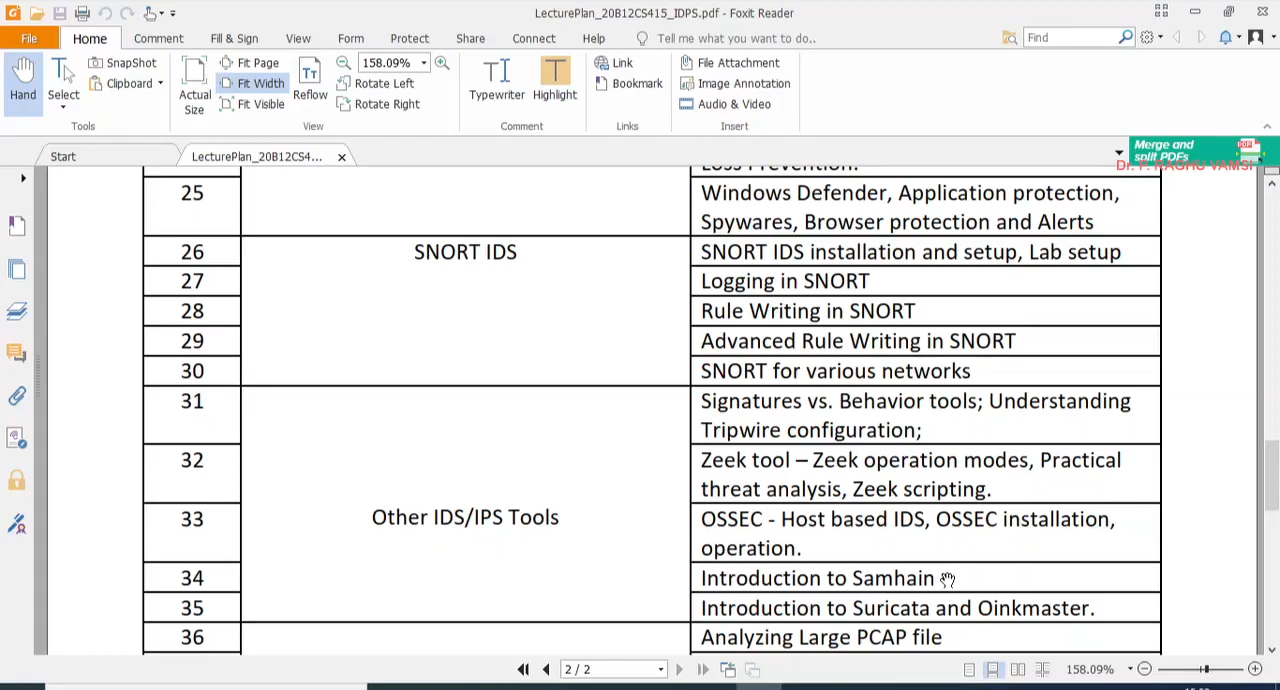 LecturePlan_20B12CS415_IDPS.pdf - Foxit Reader
File Home Comment Fill & Sign View Form Protect Share Connect Help Tell me what you want to do.. Find
Hand
Select
SnapShot
Clipboard
Tools
Actual Size
Fit Page
Fit Width
Fit Visible
Reflow
158.09%
Rotate Left
Rotate Right
View
Typewriter
Highlight
Comment
Link
Bookmark
Links
File Attachment
Image Annotation
Audio & Video
Insert
Start LecturePlan_20B12CS4...
Merge and
split PDFs
PDF
Dr. P. RAGHU VAMSI
Loss Prevention.
25 Windows Defender, Application protection,
Spywares, Browser protection and Alerts
26 SNORT IDS SNORT IDS installation and setup, Lab setup
27 Logging in SNORT
28 Rule Writing in SNORT
29 Advanced Rule Writing in SNORT
30 SNORT for various networks
31 Signatures vs. Behavior tools; Understanding
Tripwire configuration;
32 Zeek tool – Zeek operation modes, Practical
threat analysis, Zeek scripting.
Other IDS/IPS Tools
33 OSSEC - Host based IDS, OSSEC installation,
operation.
34 Introduction to Samhain
35 Introduction to Suricata and Oinkmaster.
36 Analyzing Large PCAP file
2 / 2 158.09%